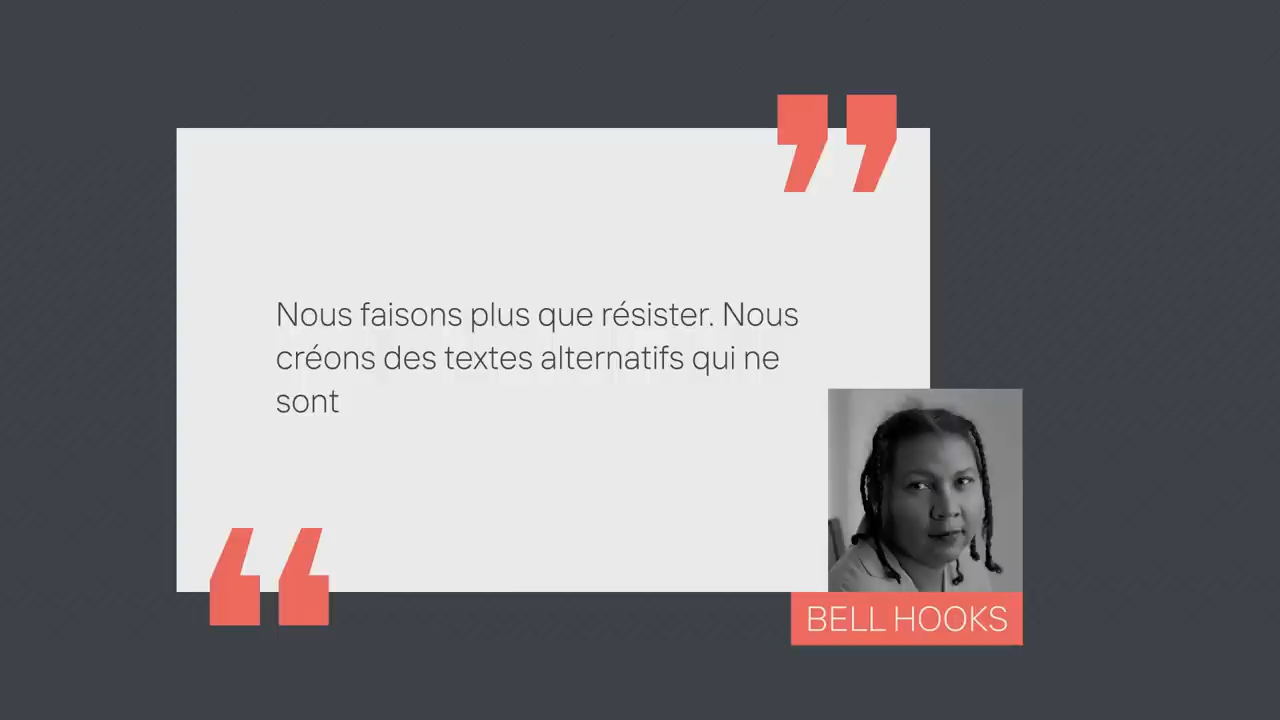 Nous faisons plus que résister. Nous
créons des textes alternatifs qui ne
sont
BELL HOOKS